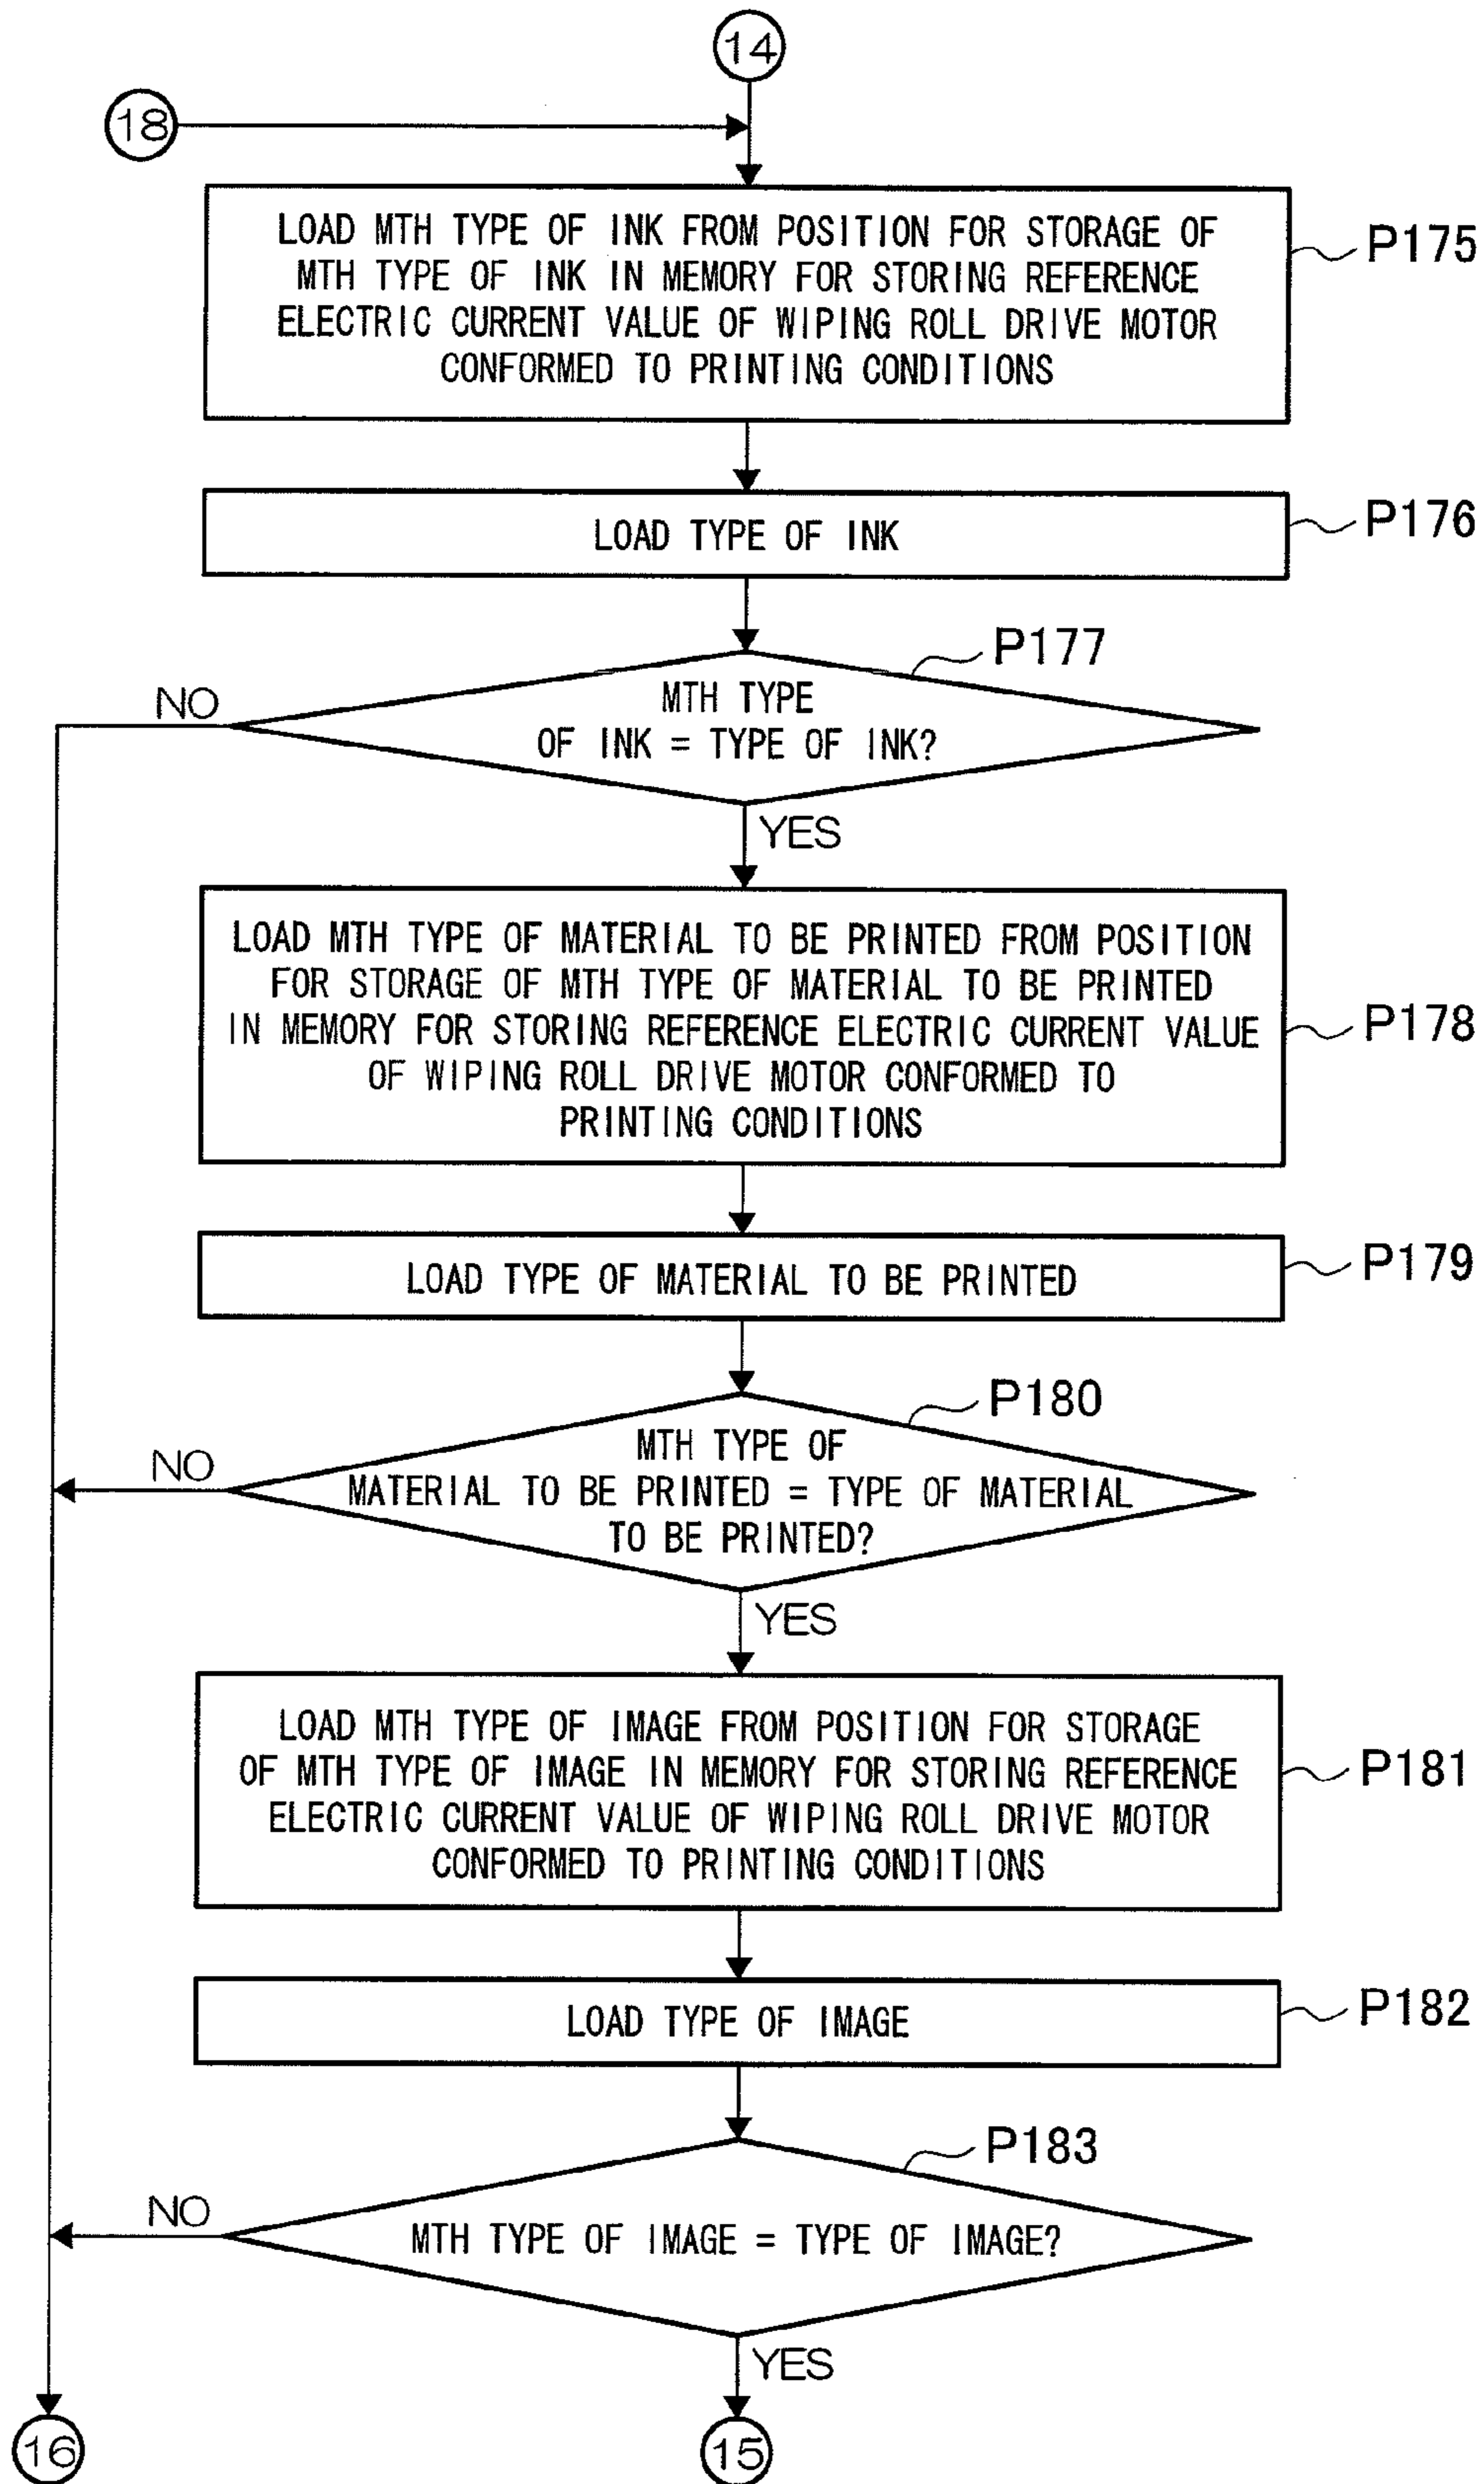 14
18
LOAD MTH TYPE OF INK FROM POSITION FOR STORAGE OF
MTH TYPE OF INK IN MEMORY FOR STORING REFERENCE
ELECTRIC CURRENT VALUE OF WIPING ROLL DRIVE MOTOR
CONFORMED TO PRINTING CONDITIONS
P175
LOAD TYPE OF INK
P176
P177
NO
MTH TYPE
OF INK = TYPE OF INK?
YES
LOAD MTH TYPE OF MATERIAL TO BE PRINTED FROM POSITION
FOR STORAGE OF MTH TYPE OF MATERIAL TO BE PRINTED
IN MEMORY FOR STORING REFERENCE ELECTRIC CURRENT VALUE
OF WIPING ROLL DRIVE MOTOR CONFORMED TO
PRINTING CONDITIONS
P178
LOAD TYPE OF MATERIAL TO BE PRINTED
P179
P180
NO
MTH TYPE OF
MATERIAL TO BE PRINTED = TYPE OF MATERIAL
TO BE PRINTED?
YES
LOAD MTH TYPE OF IMAGE FROM POSITION FOR STORAGE
OF MTH TYPE OF IMAGE IN MEMORY FOR STORING REFERENCE
ELECTRIC CURRENT VALUE OF WIPING ROLL DRIVE MOTOR
CONFORMED TO PRINTING CONDITIONS
P181
LOAD TYPE OF IMAGE
P182
P183
NO
MTH TYPE OF IMAGE = TYPE OF IMAGE?
YES
16
15